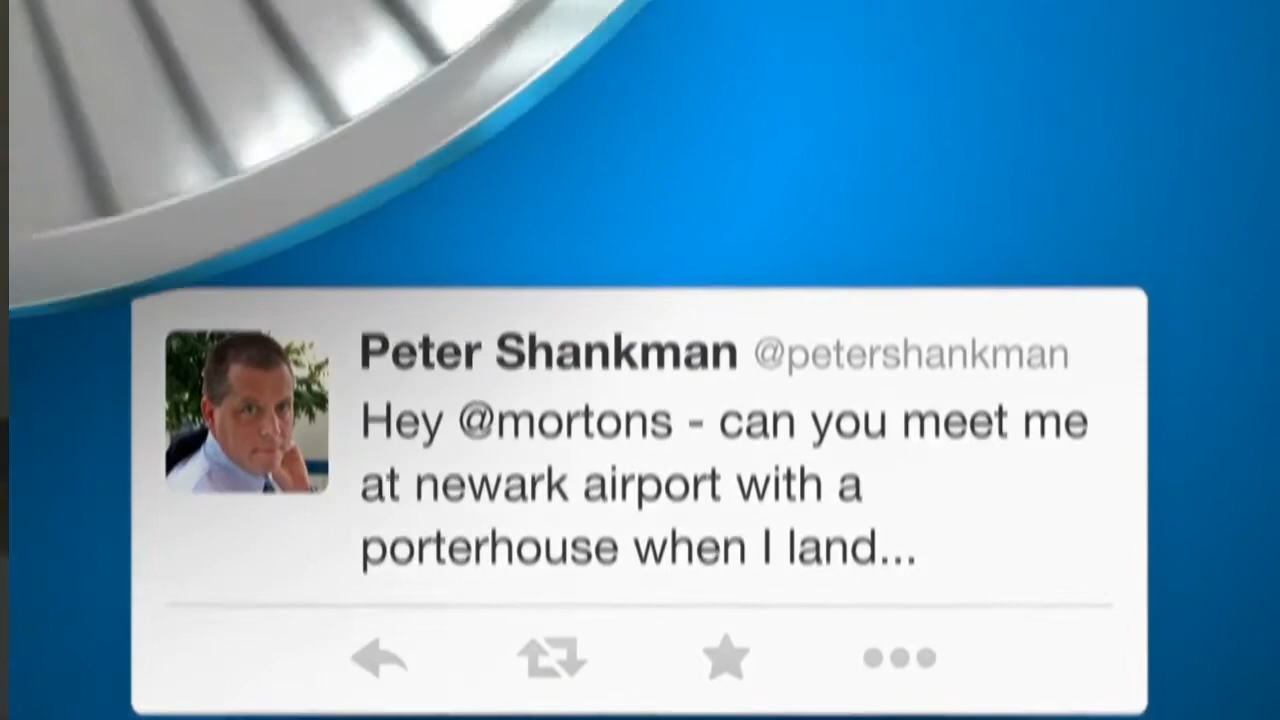 Peter Shankman @petershankman
Hey @mortons - can you meet me
at newark airport with a
porterhouse when I land...